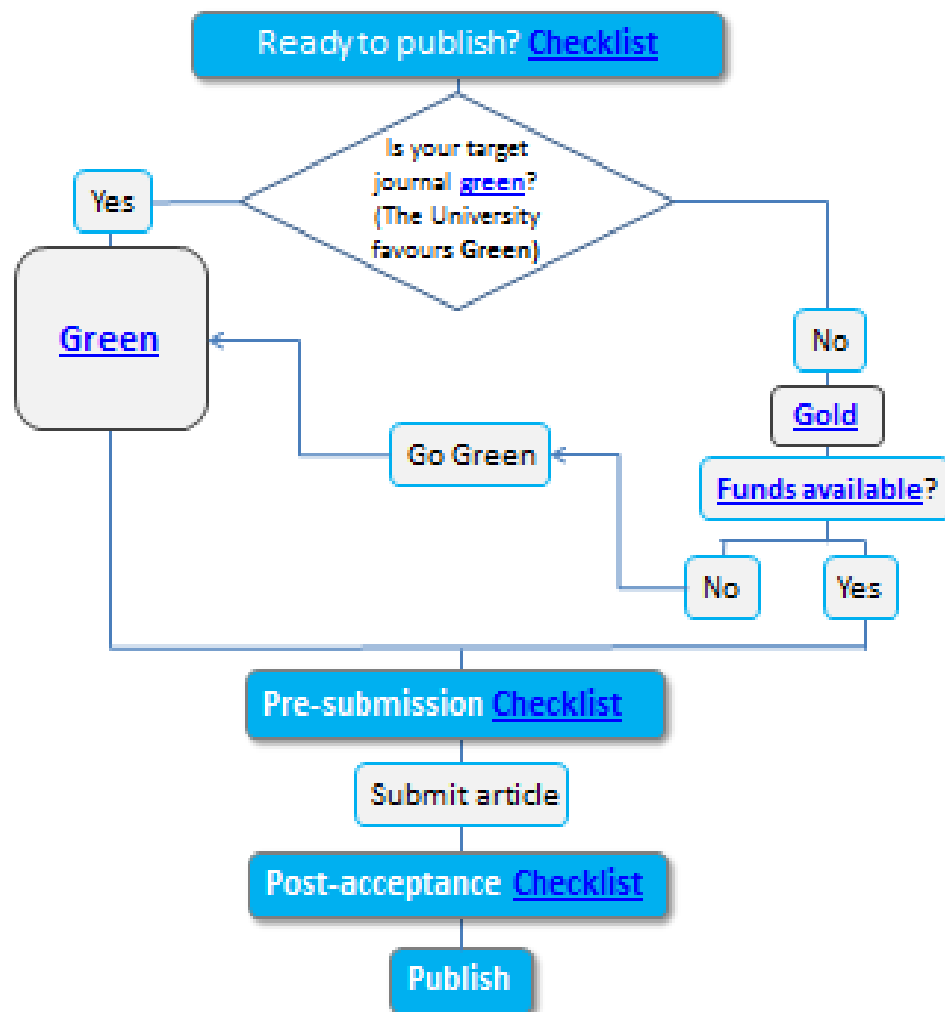 Ready to publish? Checklist
Is your target
journal green?
(The University
favours Green)
Yes
Green
No
Gold
Go Green
Funds available?
No
Yes
Pre-submission Checklist
Submit article
Post-acceptance Checklist
Publish